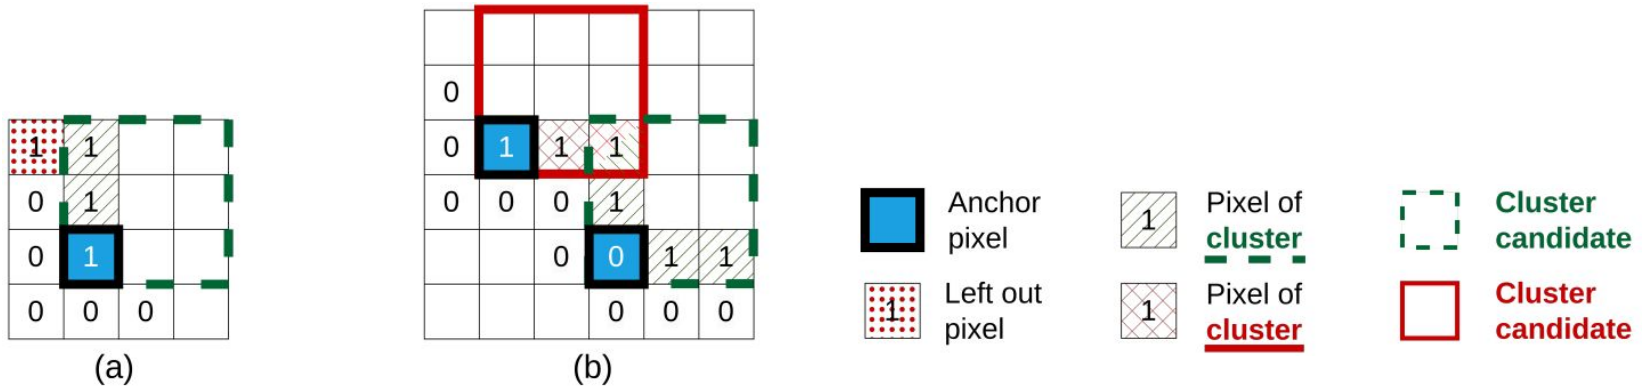 0
1 1
0 1 1 1
0 1 0 0 0 1
0 1 0 0 1 1
0 0 0 0 0 0
(a)
(b)
Anchor
pixel
1
Pixel of
cluster
Cluster
candidate
1
Left out
pixel
1
Pixel of
cluster
Cluster
candidate